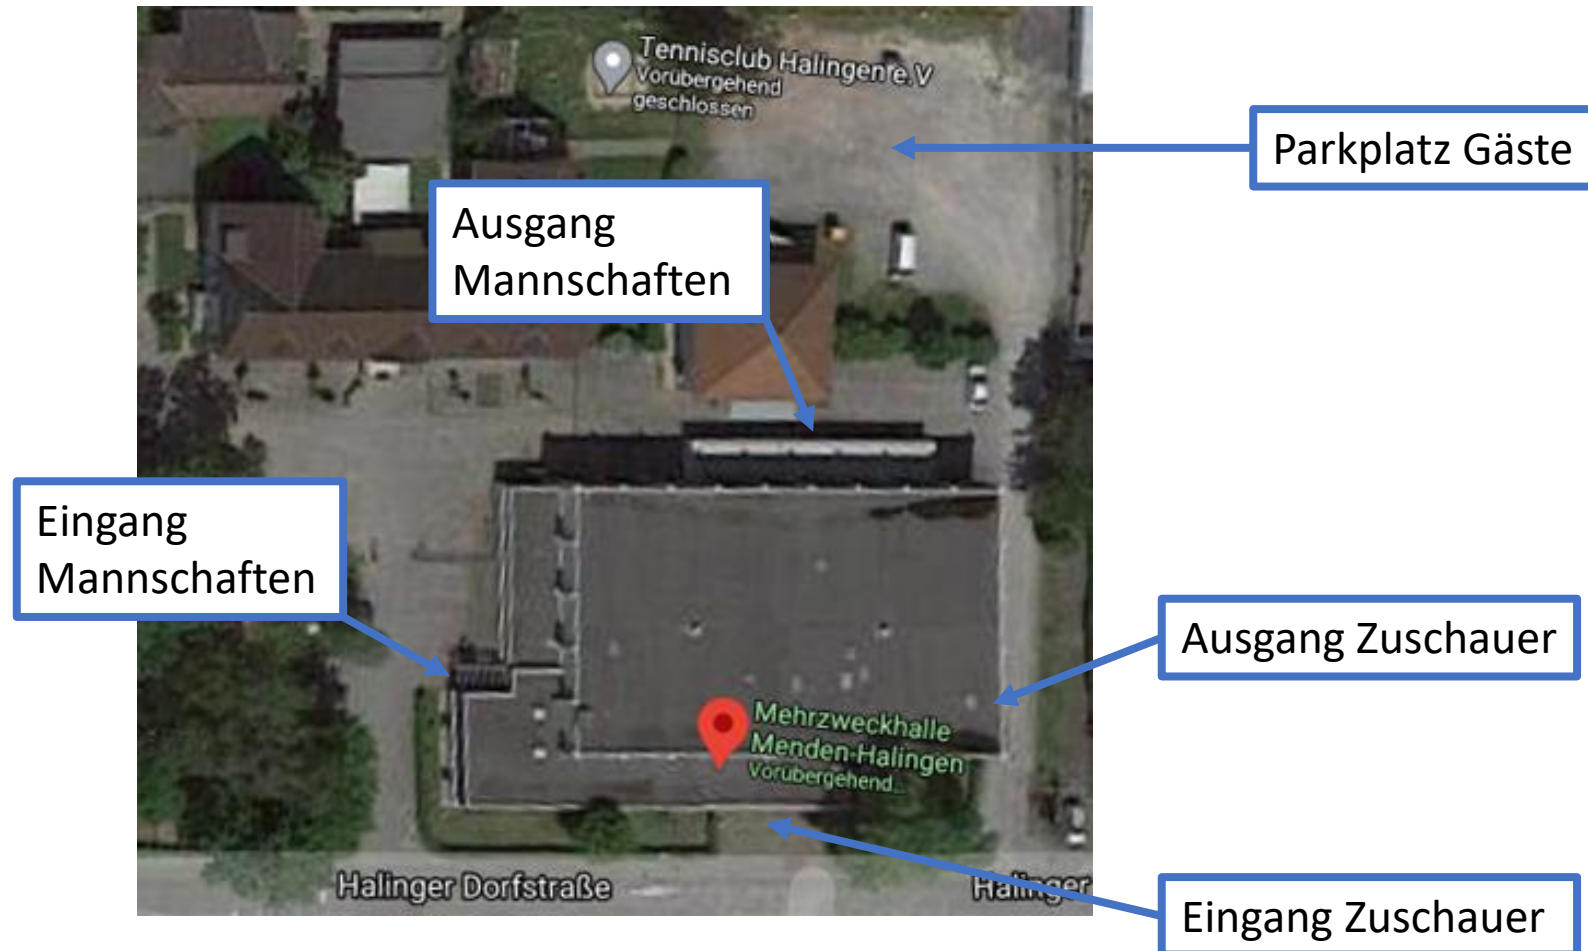 Tennisclub Halingen e.V
Vorübergehend
geschlossen
Parkplatz Gäste
Ausgang
Mannschaften
Eingang
Mannschaften
Ausgang Zuschauer
Mehrzweckhalle
Menden-Halingen
Vorübergehend...
Halinger Dorfstraße
Halinger
Eingang Zuschauer